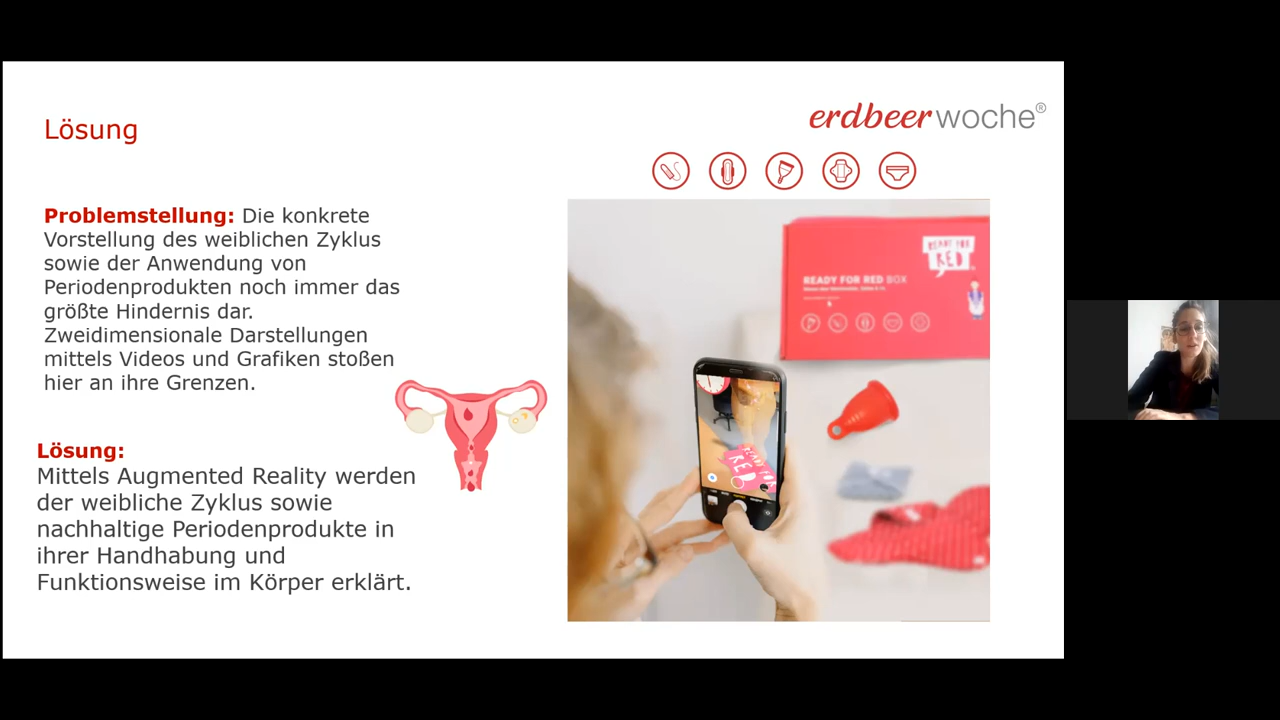 Lösung
erdbeerwoche®
Problemstellung: Die konkrete
Vorstellung des weiblichen Zyklus
sowie der Anwendung von
Periodenprodukten noch immer das
größte Hindernis dar.
Zweidimensionale Darstellungen
mittels Videos und Grafiken stoßen
hier an ihre Grenzen.
Lösung:
Mittels Augmented Reality werden
der weibliche Zyklus sowie
nachhaltige Periodenprodukte in
ihrer Handhabung und
Funktionsweise im Körper erklärt.
READY FOR
RED
READY FOR RED BOX
READY FOR
RED